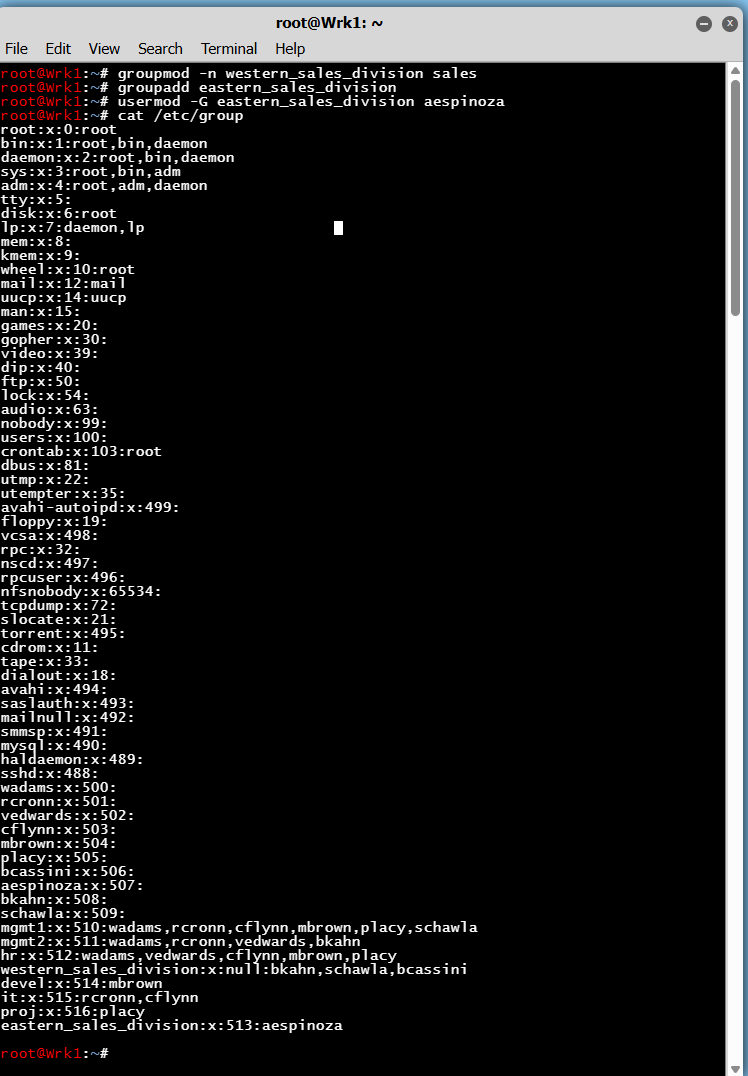 root@Wrk1: ~
File Edit View Search Terminal Help
root@Wrk1:~# groupmod -n western_sales_division sales
root@Wrk1:~# groupadd eastern_sales_division
root@Wrk1:~# usermod -G eastern_sales_division aespinoza
root@Wrk1:~# cat /etc/group
root:x:0:root
bin:x:1:root,bin,daemon
daemon:x:2:root,bin,daemon
sys:x:3:root,bin,adm
adm:x:4:root,adm,daemon
tty:x:5:
disk:x:6:root
lp:x:7:daemon,lp
mem:x:8:
kmem:x:9:
wheel:x:10:root
mail:x:12:mail
uucp:x:14:uucp
man:x:15:
games:x:20:
gopher:x:30:
video:x:39:
dip:x:40:
ftp:x:50:
lock:x:54:
audio:x:63:
nobody:x:99:
users:x:100:
crontab:x:103:root
dbus:x:81:
utmp:x:22:
utempter:x:35:
avahi-autoipd:x:499:
floppy:x:19:
vcsa:x:498:
rpc:x:32:
nscd:x:497:
rpcuser:x:496:
nfsnobody:x:65534:
tcpdump:x:72:
slocate:x:21:
torrent:x:495:
cdrom:x:11:
tape:x:33:
dialout:x:18:
avahi:x:494:
saslauth:x:493:
mailnull:x:492:
smmsp:x:491:
mysql:x:490:
haldaemon:x:489:
sshd:x:488:
wadams:x:500:
rcronn:x:501:
vedwards:x:502:
cflynn:x:503:
mbrown:x:504:
placy:x:505:
bcassini:x:506:
aespinoza:x:507:
bkahn:x:508:
schawla:x:509:
mgmt1:x:510:wadams,rcronn,cflynn,mbrown,placy,schawla
mgmt2:x:511:wadams,rcronn,vedwards,bkahn
hr:x:512:wadams,vedwards,cflynn,mbrown,placy
western_sales_division:x:null:bkahn,schawla,bcassini
devel:x:514:mbrown
it:x:515:rcronn,cflynn
proj:x:516:placy
eastern_sales_division:x:513:aespinoza
root@Wrk1:~#